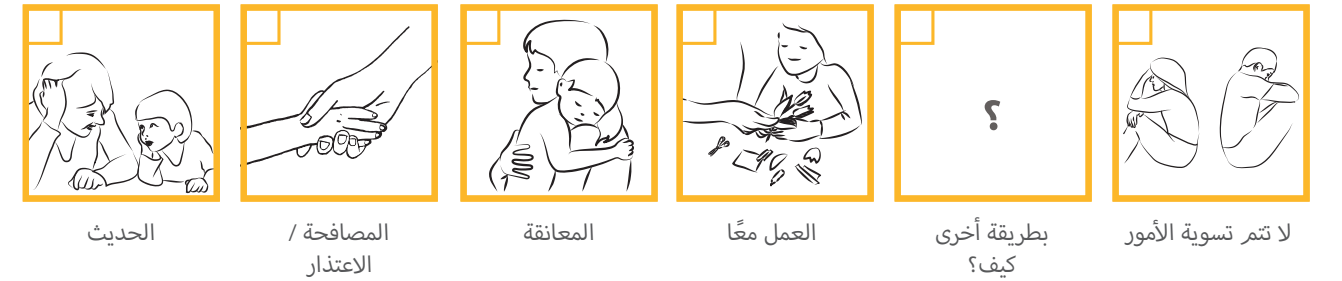 ؟
الحديث
المصافحة /
الاعتذار
المعانقة
العمل معًا
بطريقة أخرى
كيف؟
لا تتم تسوية الأمور